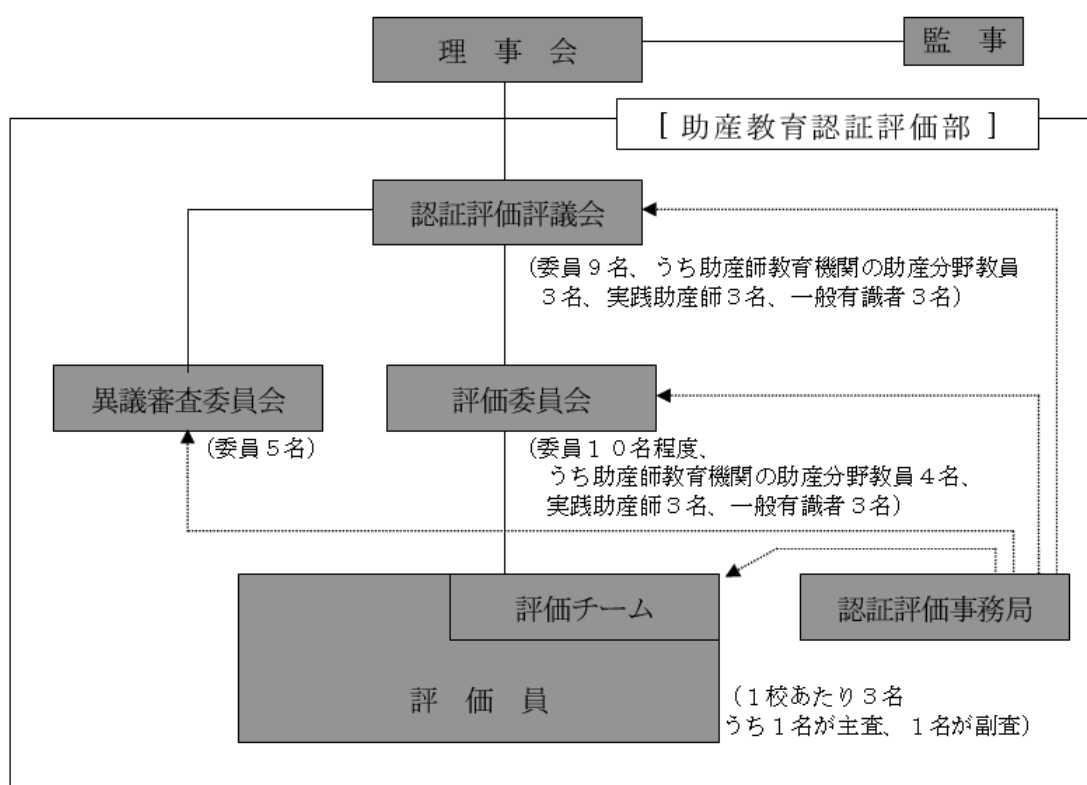 理　事　会
監　事
[ 助産教育認証評価部 ]
認証評価評議会
(委員９名、うち助産師教育機関の助産分野教員
３名、実践助産師３名、一般有識者３名)
異議審査委員会
(委員５名)
評価委員会
(委員１０名程度、
うち助産師教育機関の助産分野教員４名、
実践助産師３名、一般有識者３名)
評価チーム
認証評価事務局
評　価　員
(１校あたり３名
うち１名が主査、１名が副査)